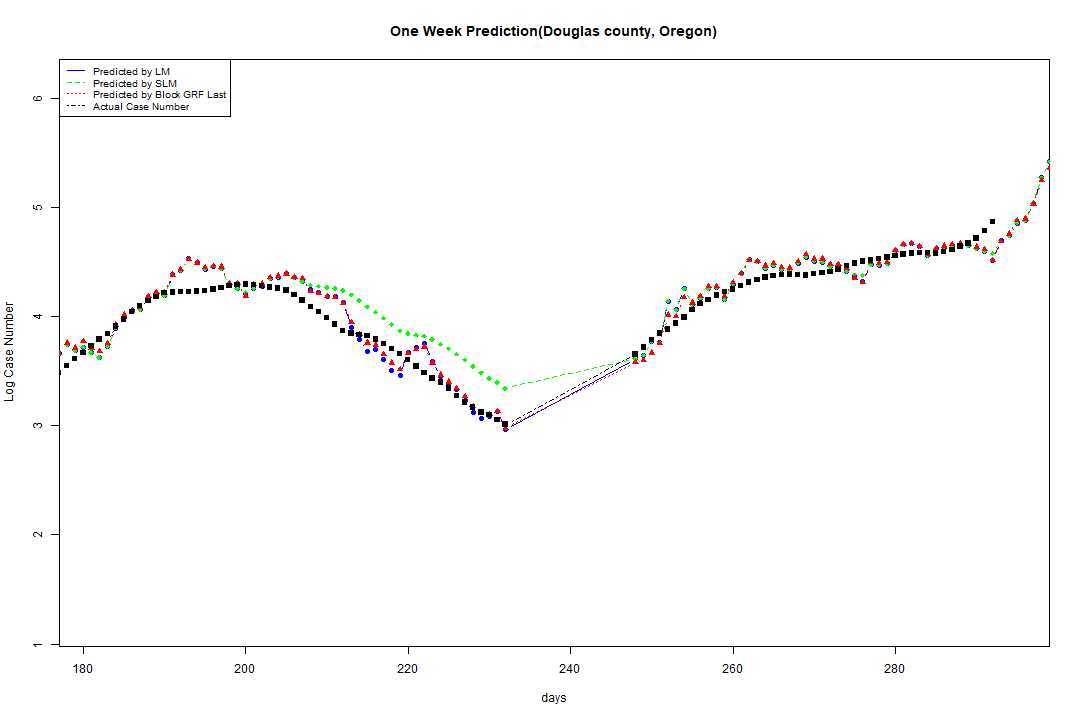 One Week Prediction(Douglas county, Oregon)
Predicted by LM
Predicted by SLM
Predicted by Block GRF Last
Actual Case Number
6
5
4
3
2
1
Log Case Number
180 200 220 240 260 280
days